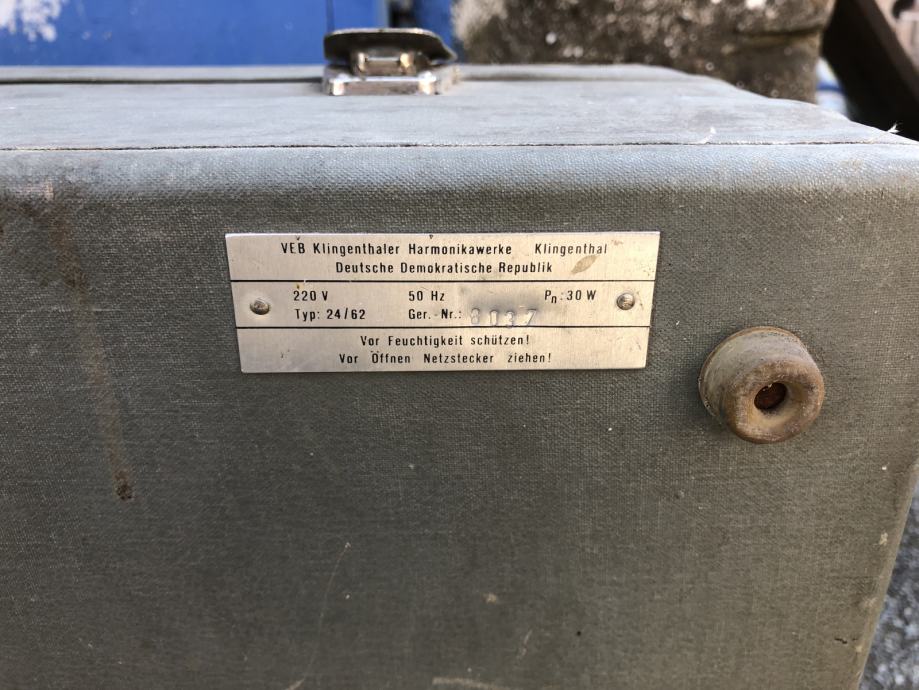 VEB Klingenthaler Harmonikawerke Klingenthal
Deutsche Demokratische Republik
220 V 50 Hz Pn: 30 W
Typ: 24/62 Ger.-Nr.: 8037
Vor Feuchtigkeit schützen!
Vor Öffnen Netzstecker ziehen!